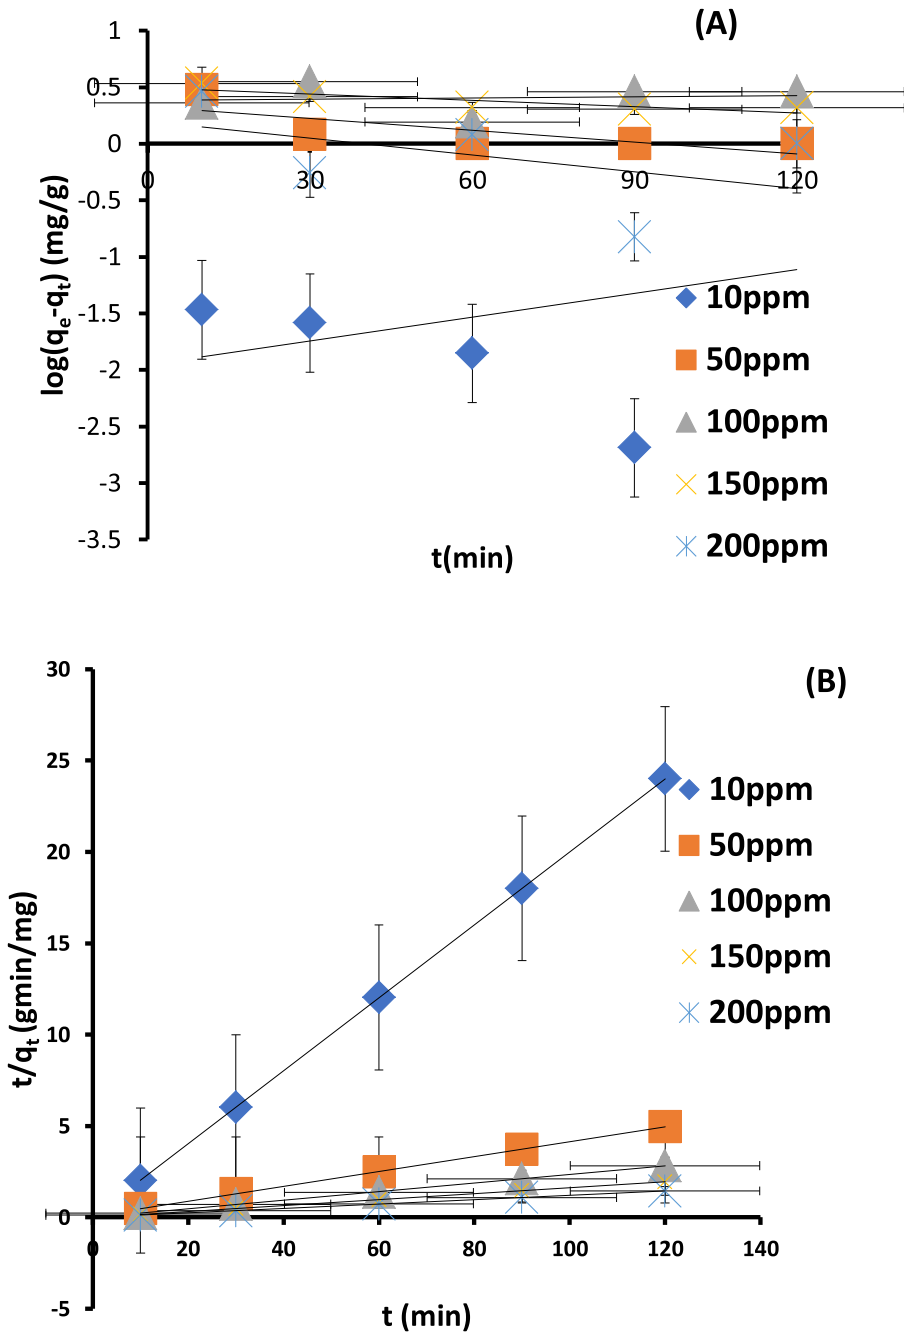 (A)
1
0.5
0
-0.5
-1
-1.5
-2
-2.5
-3
-3.5
0 30 60 90 120
log(qₑ-qₜ) (mg/g)
t(min)
10ppm
50ppm
100ppm
150ppm
200ppm
(B)
30
25
20
15
10
5
0
-5
0 20 40 60 80 100 120 140
t/qₜ (gmin/mg)
t (min)
10ppm
50ppm
100ppm
150ppm
200ppm